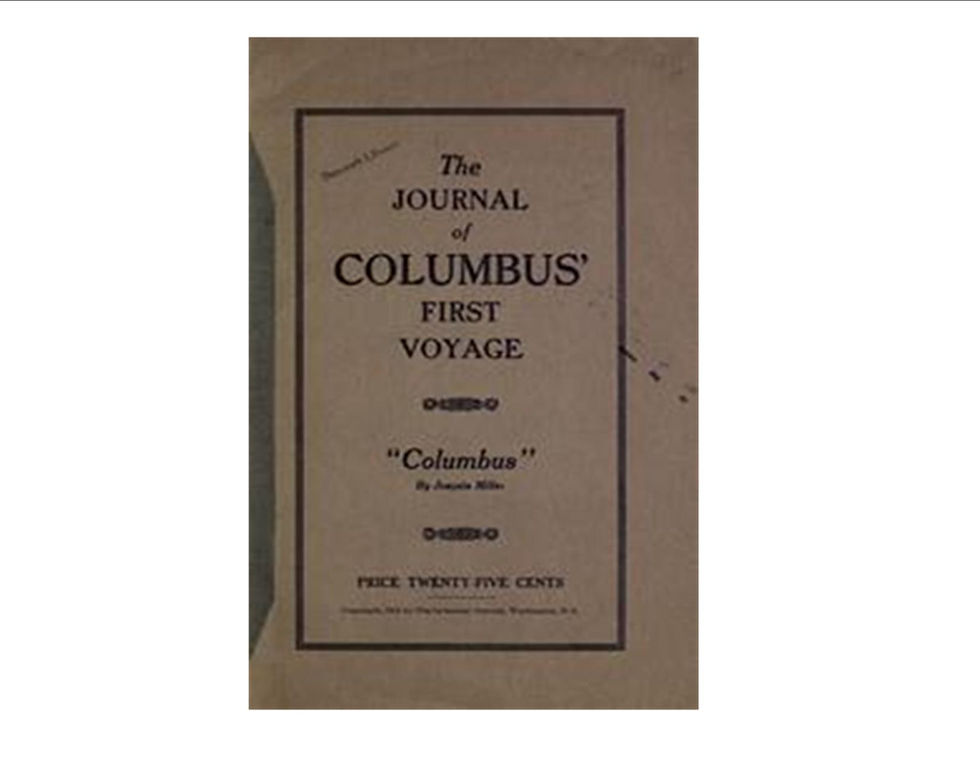 The
JOURNAL
of
COLUMBUS'
FIRST
VOYAGE
"Columbus"
By Joaquin Miller
PRICE TWENTY-FIVE CENTS